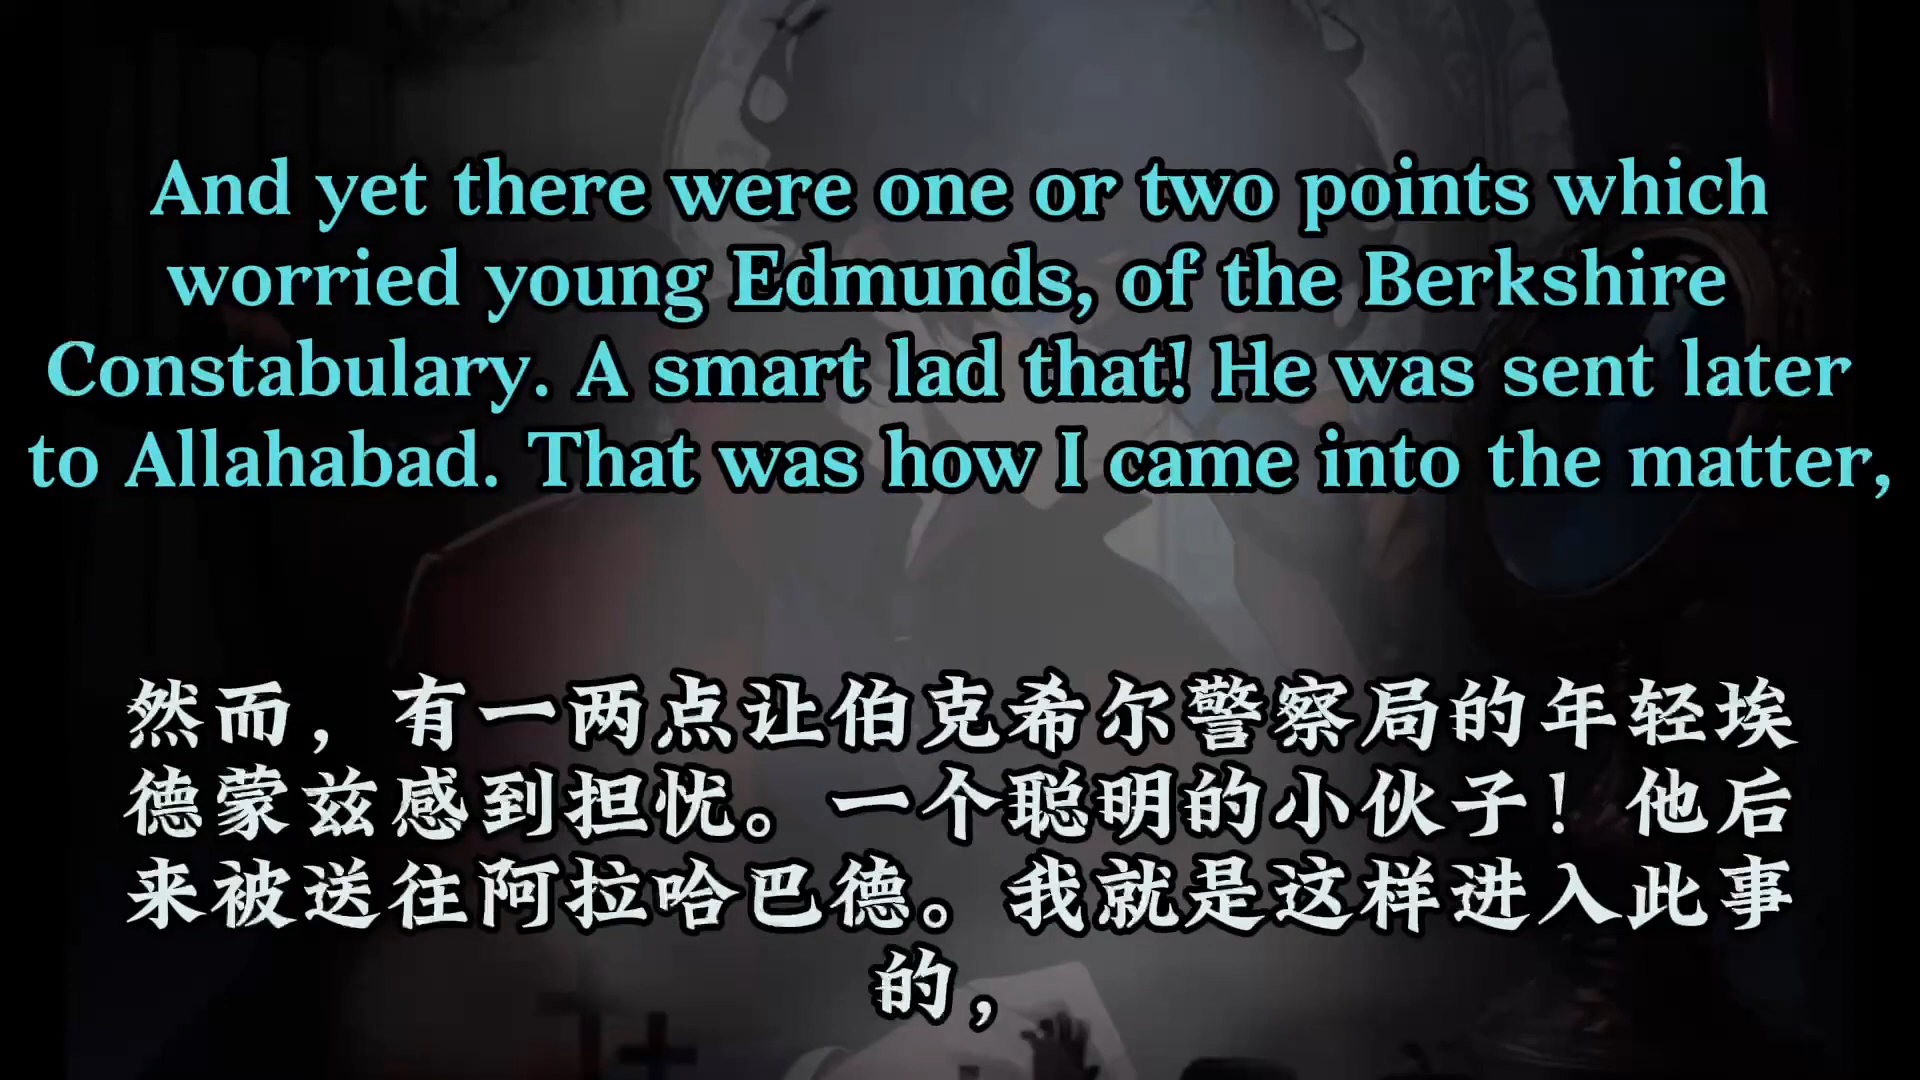 And yet there were one or two points which
worried young Edmunds, of the Berkshire
Constabulary. A smart lad that! He was sent later
to Allahabad. That was how I came into the matter,
然而，有一两点让伯克希尔警察局的年轻埃
德蒙兹感到担忧。一个聪明的小伙子！他后
来被送往阿拉哈巴德。我就是这样进入此事
的，